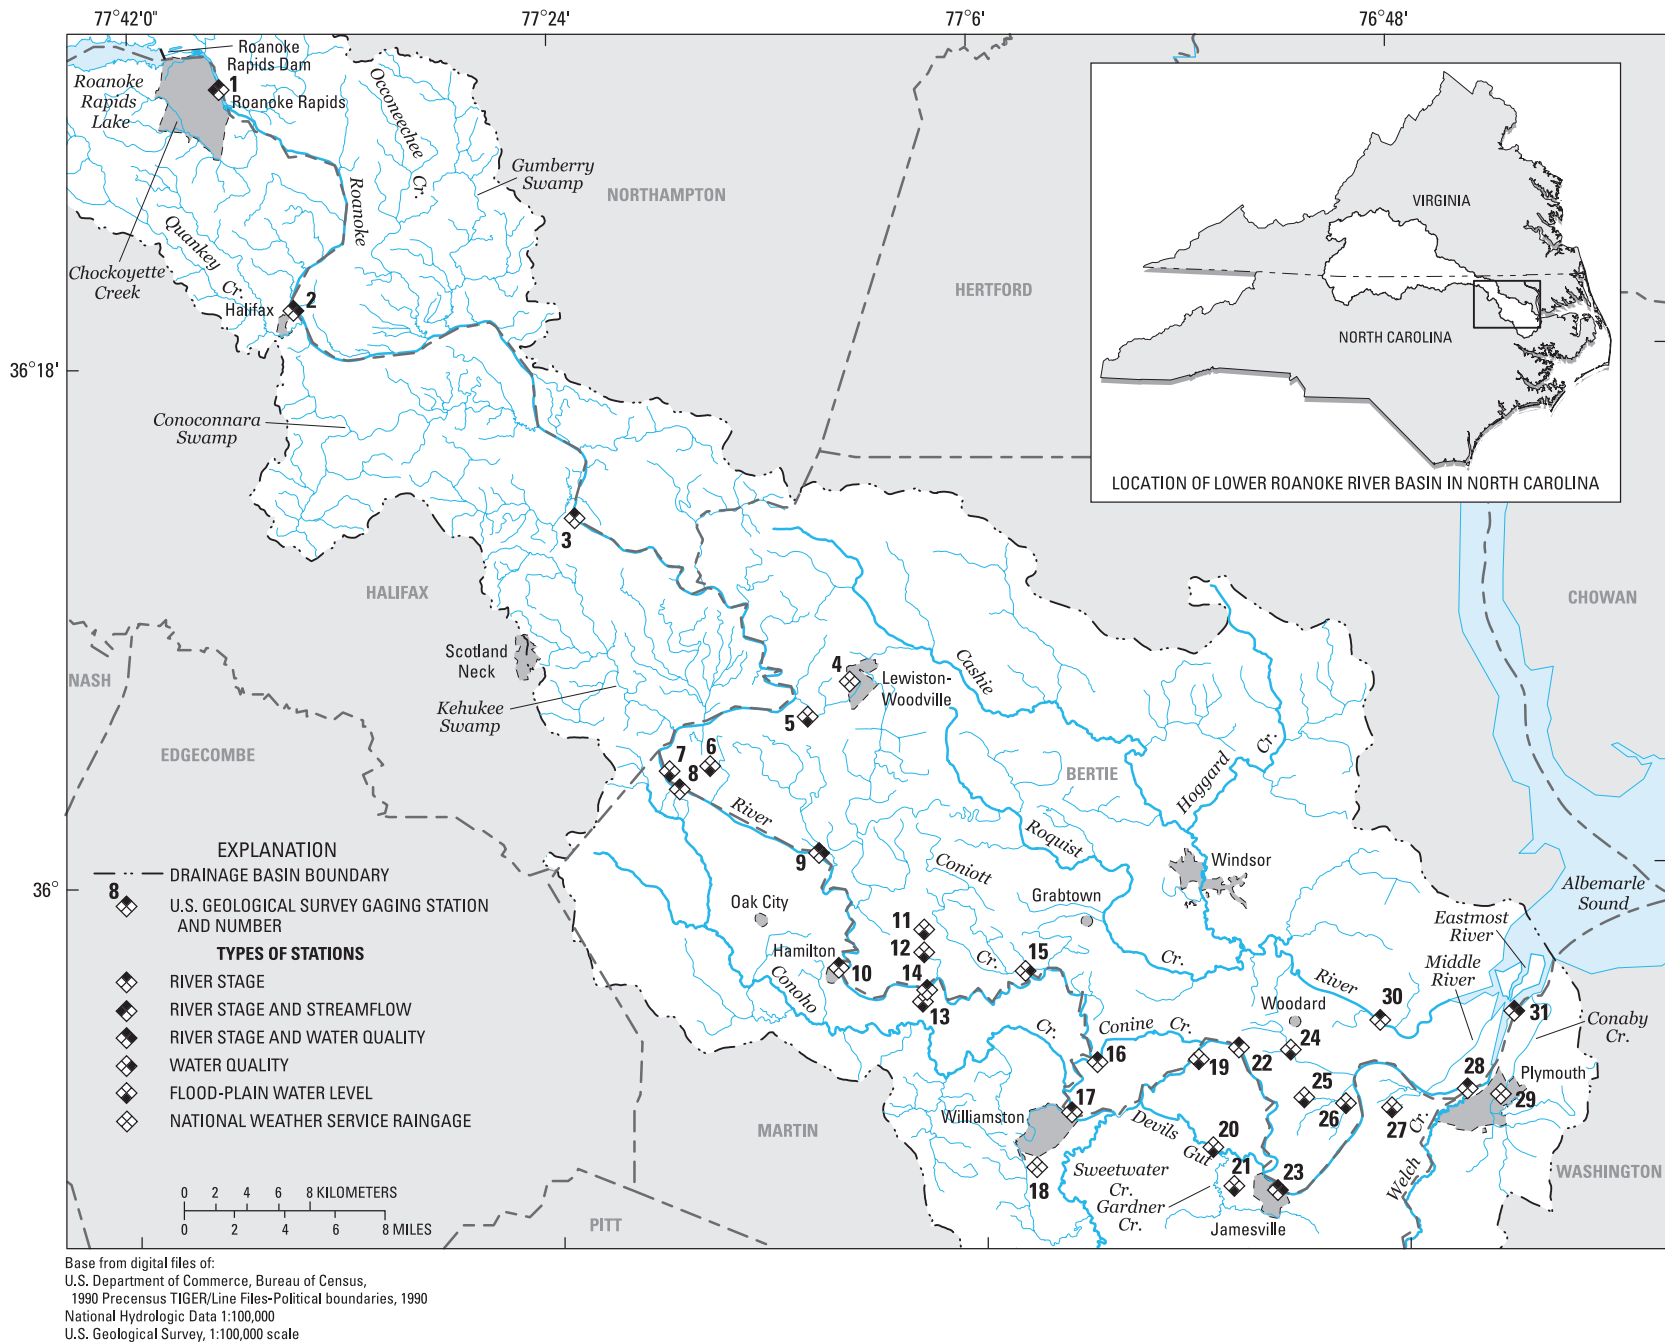 77°42'0"
77°24'
77°6'
76°48'
Roanoke
Rapids Dam
1
Roanoke Rapids
Roanoke
Rapids
Lake
Occoneechee
Cr.
Gumberry
Swamp
NORTHAMPTON
Roanoke
Quankey
Cr.
Chockoyette
Creek
Halifax
2
HERTFORD
VIRGINIA
NORTH CAROLINA
LOCATION OF LOWER ROANOKE RIVER BASIN IN NORTH CAROLINA
36°18'
Conoconnara
Swamp
3
HALIFAX
CHOWAN
Scotland
Neck
NASH
Kehukee
Swamp
4
Lewiston-
Woodville
Cashie
5
EDGECOMBE
7
6
8
BERTIE
Hoggard
Cr.
River
9
Roquist
Windsor
Coniott
Grabtown
Oak City
Albemarle
Sound
Eastmost
River
Middle
River
EXPLANATION
DRAINAGE BASIN BOUNDARY
8
U.S. GEOLOGICAL SURVEY GAGING STATION
AND NUMBER
TYPES OF STATIONS
RIVER STAGE
RIVER STAGE AND STREAMFLOW
RIVER STAGE AND WATER QUALITY
WATER QUALITY
FLOOD-PLAIN WATER LEVEL
NATIONAL WEATHER SERVICE RAINGAGE
36°
11
12
Hamilton
10
14
13
Cr.
15
Cr.
River
Woodard
30
31
Conaby
Cr.
Conoho
Cr.
Conine
Cr.
16
19
22
24
25
26
27
28
Plymouth
29
Williamston
17
18
MARTIN
Devils
Gut
20
21
Sweetwater
Cr.
Gardner
Cr.
23
Jamesville
Welch
Cr.
WASHINGTON
PITT
0 2 4 6 8 KILOMETERS
0 2 4 6 8 MILES
Base from digital files of:
U.S. Department of Commerce, Bureau of Census,
1990 Precensus TIGER/Line Files-Political boundaries, 1990
National Hydrologic Data 1:100,000
U.S. Geological Survey, 1:100,000 scale